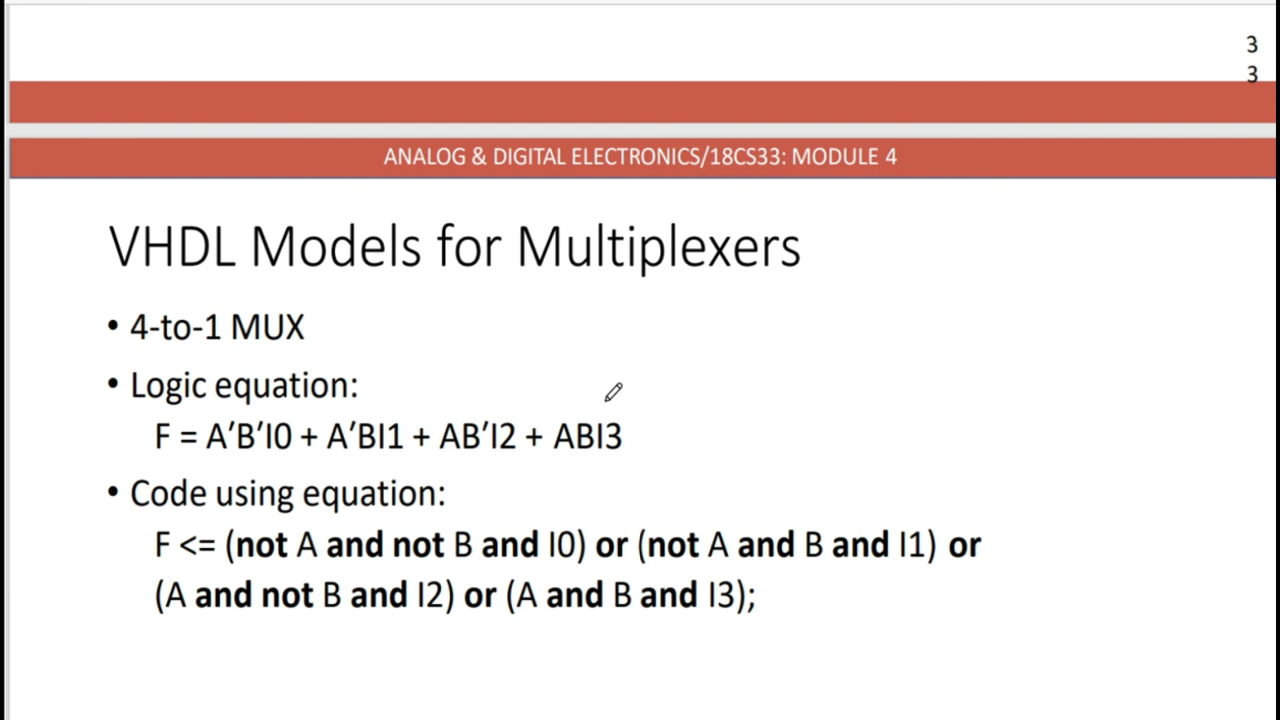 3
3
ANALOG & DIGITAL ELECTRONICS/18CS33: MODULE 4
VHDL Models for Multiplexers
• 4-to-1 MUX
• Logic equation:
F = A′B′I0 + A′BI1 + AB′I2 + ABI3
• Code using equation:
F <= (not A and not B and I0) or (not A and B and I1) or
(A and not B and I2) or (A and B and I3);